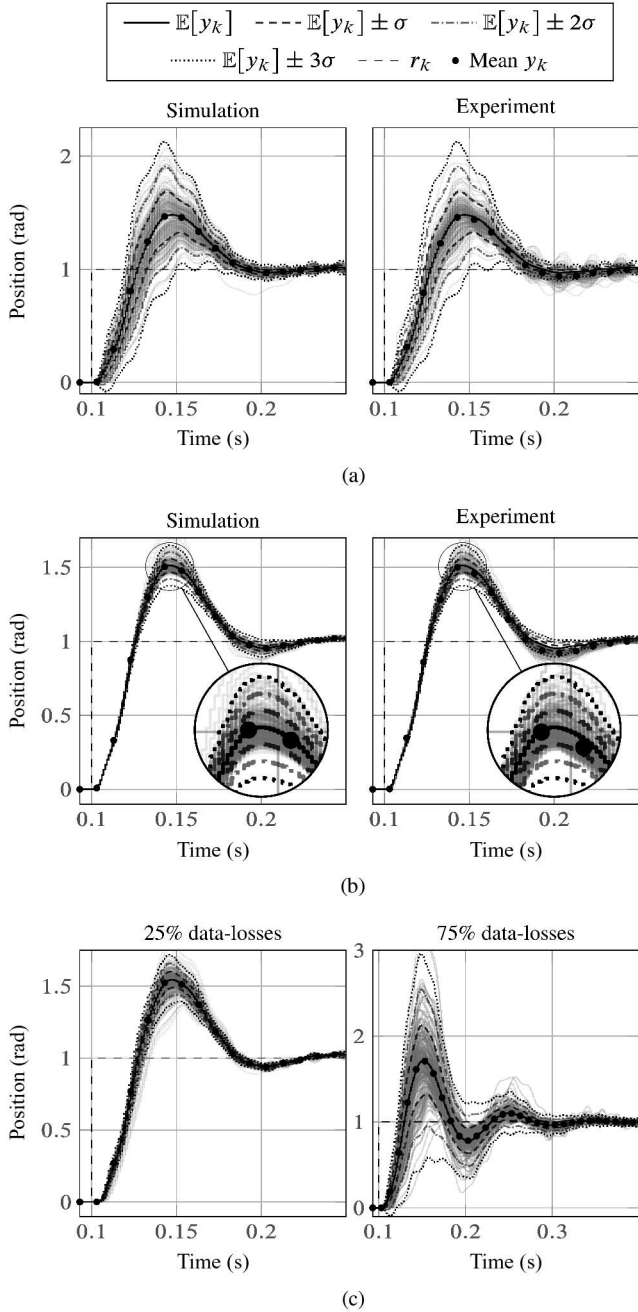 𝔼[y_k] 𝔼[y_k] ± σ 𝔼[y_k] ± 2σ
𝔼[y_k] ± 3σ r_k Mean y_k
Simulation Experiment
Position (rad)
2
1
0
0.1 0.15 0.2 0.1 0.15 0.2
Time (s) Time (s)
(a)
Simulation Experiment
Position (rad)
1.5
1
0.5
0
0.1 0.15 0.2 0.1 0.15 0.2
Time (s) Time (s)
(b)
25% data-losses 75% data-losses
Position (rad)
1.5 3
1 2
0.5 1
0 0
0.1 0.15 0.2 0.1 0.2 0.3
Time (s) Time (s)
(c)